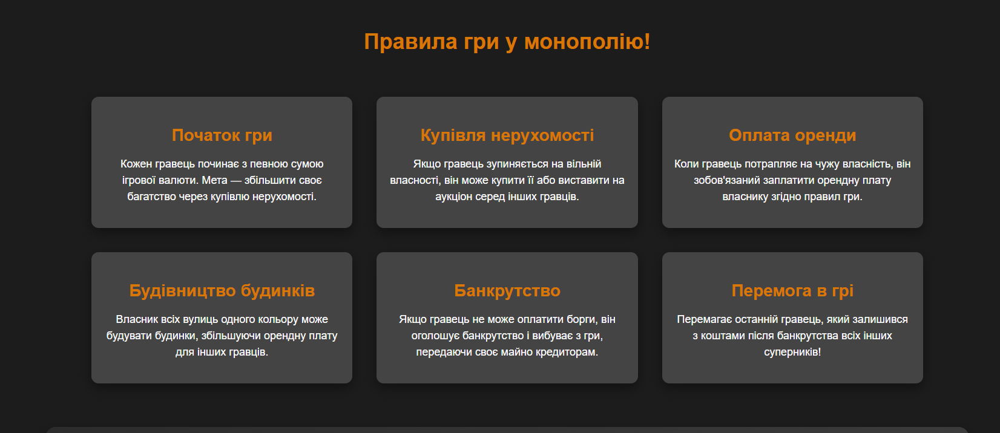 Правила гри у монополію!
Початок гри
Кожен гравець починає з певною сумою
ігрової валюти. Мета — збільшити своє
багатство через купівлю нерухомості.
Купівля нерухомості
Якщо гравець зупиняється на вільній
власності, він може купити її або виставити на
аукціон серед інших гравців.
Оплата оренди
Коли гравець потрапляє на чужу власність, він
зобов'язаний заплатити орендну плату
власнику згідно правил гри.
Будівництво будинків
Власник всіх вулиць одного кольору може
будувати будинки, збільшуючи орендну плату
для інших гравців.
Банкрутство
Якщо гравець не може оплатити борги, він
оголошує банкрутство і вибуває з гри,
передаючи своє майно кредиторам.
Перемога в грі
Перемагає останній гравець, який залишився
з коштами після банкрутства всіх інших
суперників!